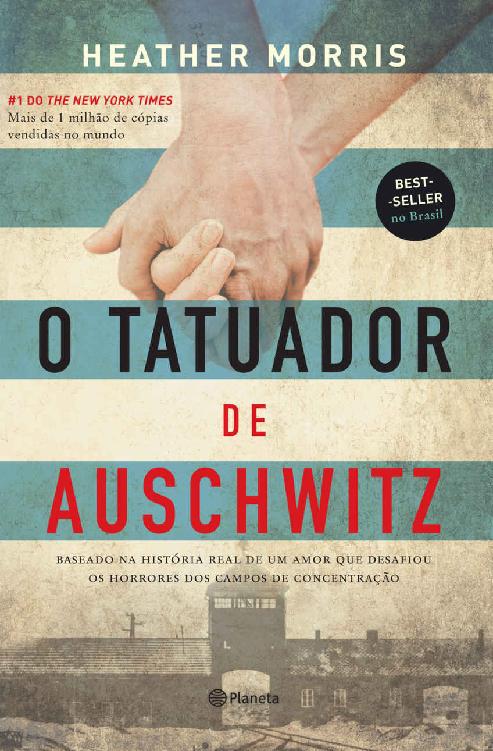 HEATHER MORRIS
#1 DO THE NEW YORK TIMES
Mais de 1 milhão de cópias
vendidas no mundo
BEST-
-SELLER
no Brasil
O TATUADOR
DE
AUSCHWITZ
BASEADO NA HISTÓRIA REAL DE UM AMOR QUE DESAFIOU
OS HORRORES DOS CAMPOS DE CONCENTRAÇÃO
Planeta